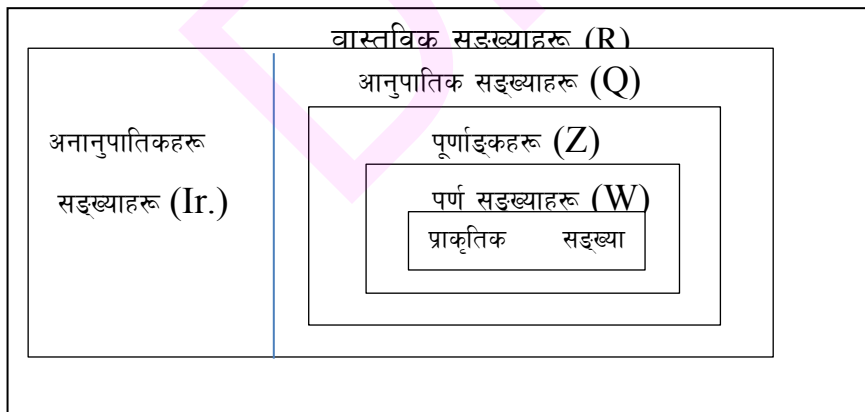 वास्तविक सङ्ख्याहरू (R)
आनुपातिक सङ्ख्याहरू (Q)
अनानुपातिकहरू
सङ्ख्याहरू (Ir.)
पूर्णाङ्कहरू (Z)
पर्ण सङ्ख्याहरू (W)
प्राकृतिक सङ्ख्या